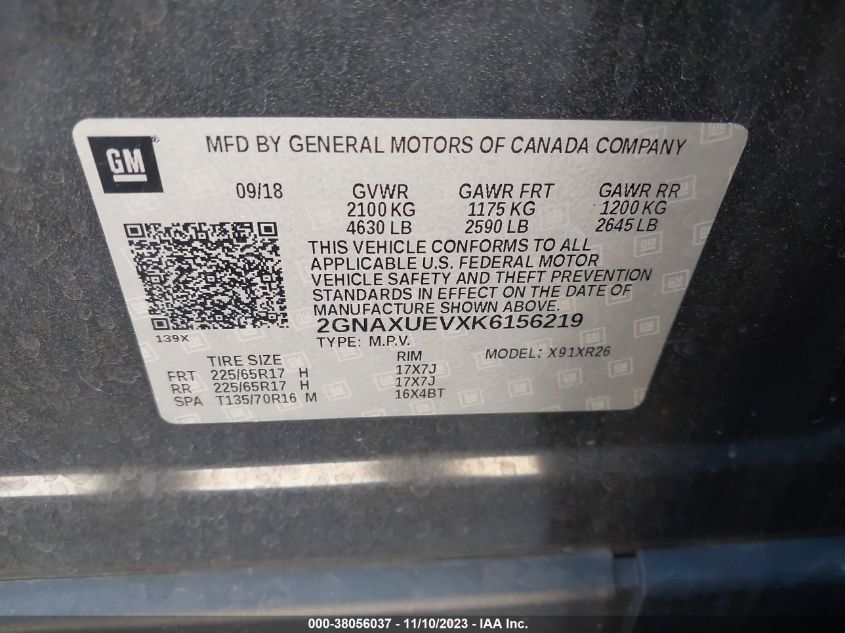 GM ®
MFD BY GENERAL MOTORS OF CANADA COMPANY
09/18 GVWR GAWR FRT GAWR RR
2100 KG 1175 KG 1200 KG
4630 LB 2590 LB 2645 LB
THIS VEHICLE CONFORMS TO ALL
APPLICABLE U.S. FEDERAL MOTOR
VEHICLE SAFETY AND THEFT PREVENTION
STANDARDS IN EFFECT ON THE DATE OF
MANUFACTURE SHOWN ABOVE.
139X
2GNAXUEVXK6156219
TYPE: M.P.V. MODEL: X91XR26
TIRE SIZE RIM
FRT 225/65R17 H 17X7J
RR 225/65R17 H 17X7J
SPA T135/70R16 M 16X4BT
000-38056037 - 11/10/2023 - IAA Inc.